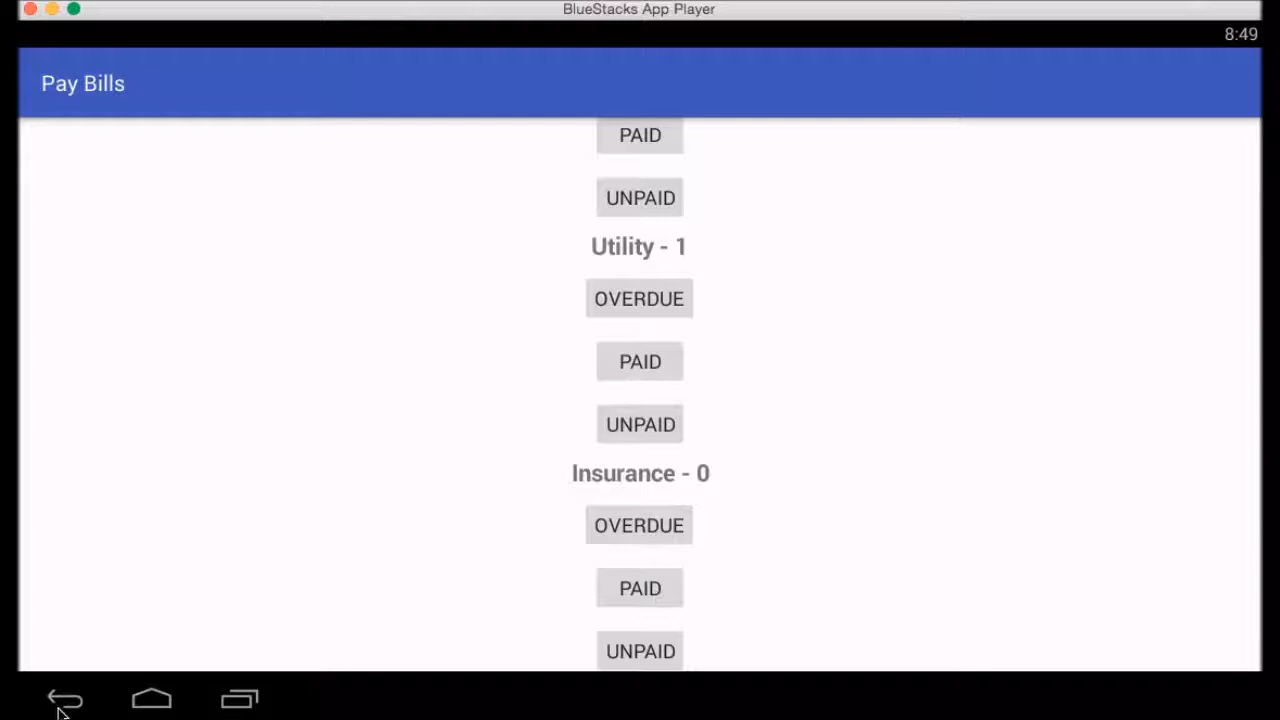 BlueStacks App Player
8:49
Pay Bills
PAID
UNPAID
Utility - 1
OVERDUE
PAID
UNPAID
Insurance - 0
OVERDUE
PAID
UNPAID